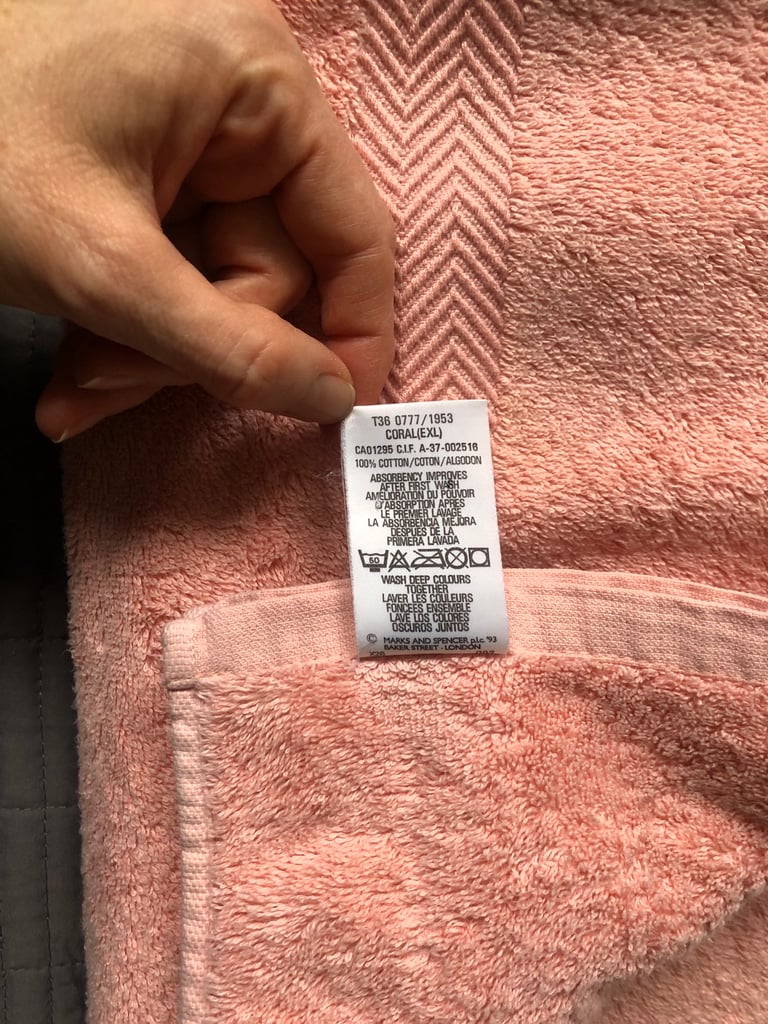 T36 0777/1953
CORAL(EXL)
CA01295 C.I.F. A-37-002516
100% COTTON/COTON/ALGODON
ABSORBENCY IMPROVES
AFTER FIRST WASH
AMELIORATION DU POUVOIR
D'ABSORPTION APRES
LE PREMIER LAVAGE
LA ABSORBENCIA MEJORA
DESPUES DE LA
PRIMERA LAVADA
60
WASH DEEP COLOURS
TOGETHER
LAVER LES COULEURS
FONCEES ENSEMBLE
LAVE LOS COLORES
OSCUROS JUNTOS
© MARKS AND SPENCER p.l.c. '93
BAKER STREET - LONDON